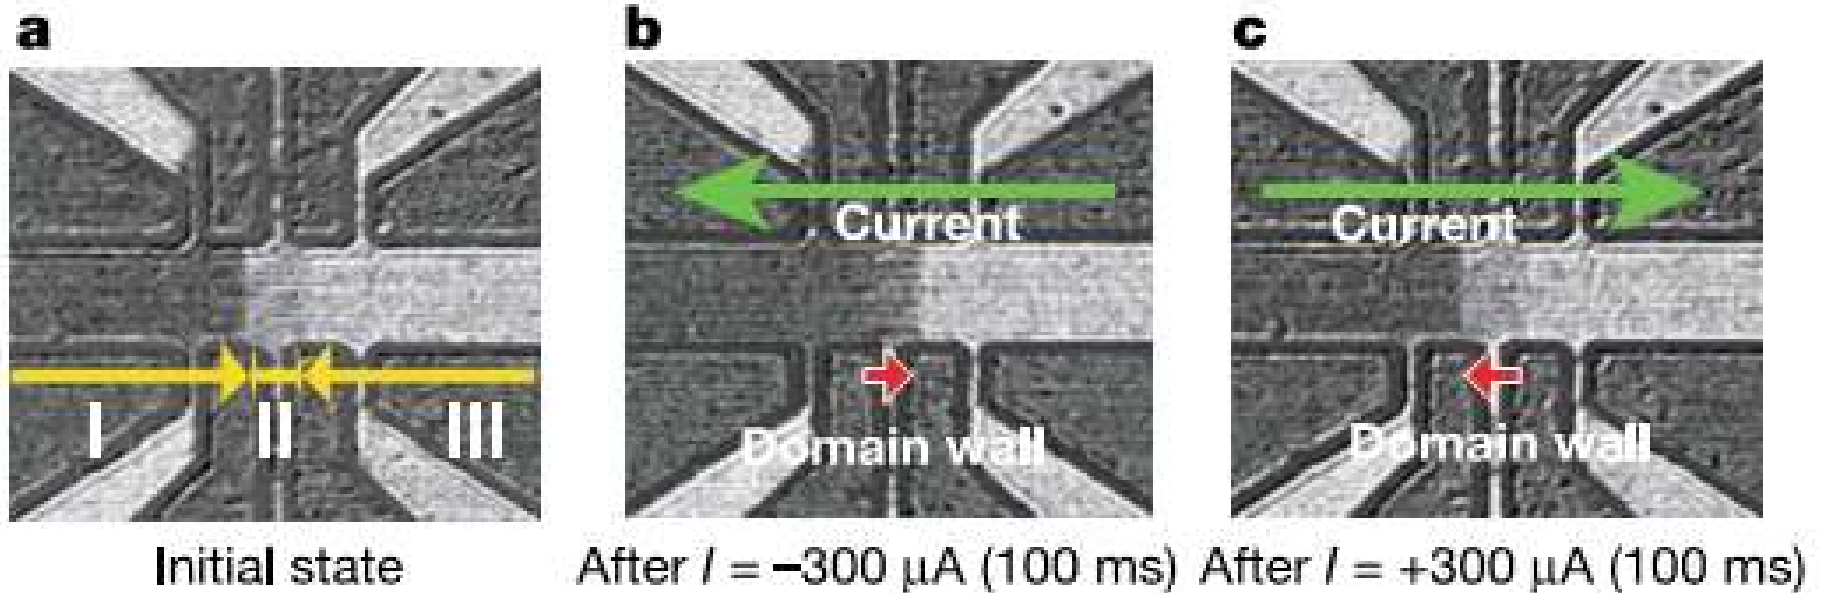 a
b
c
Current
Current
I
II
III
Domain wall
Domain wall
Initial state
After I = –300 μA (100 ms)
After I = +300 μA (100 ms)